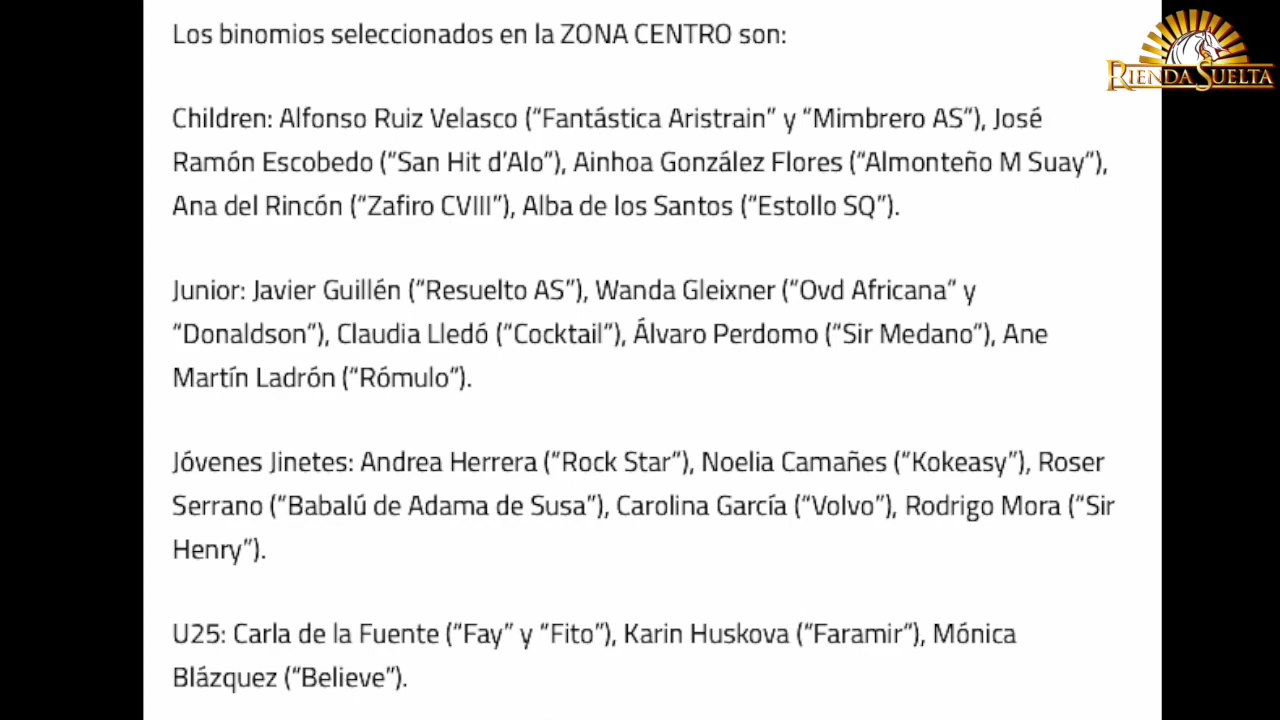 Los binomios seleccionados en la ZONA CENTRO son:
RIENDA SUELTA
Children: Alfonso Ruiz Velasco (“Fantástica Aristrain” y “Mimbrero AS”), José
Ramón Escobedo (“San Hit d’Alo”), Ainhoa González Flores (“Almonteño M Suay”),
Ana del Rincón (“Zafiro CVIII”), Alba de los Santos (“Estollo SQ”).
Junior: Javier Guillén (“Resuelto AS”), Wanda Gleixner (“Ovd Africana” y
“Donaldson”), Claudia Lledó (“Cocktail”), Álvaro Perdomo (“Sir Medano”), Ane
Martín Ladrón (“Rómulo”).
Jóvenes Jinetes: Andrea Herrera (“Rock Star”), Noelia Camañes (“Kokeasy”), Roser
Serrano (“Babalú de Adama de Susa”), Carolina García (“Volvo”), Rodrigo Mora (“Sir
Henry”).
U25: Carla de la Fuente (“Fay” y “Fito”), Karin Huskova (“Faramir”), Mónica
Blázquez (“Believe”).